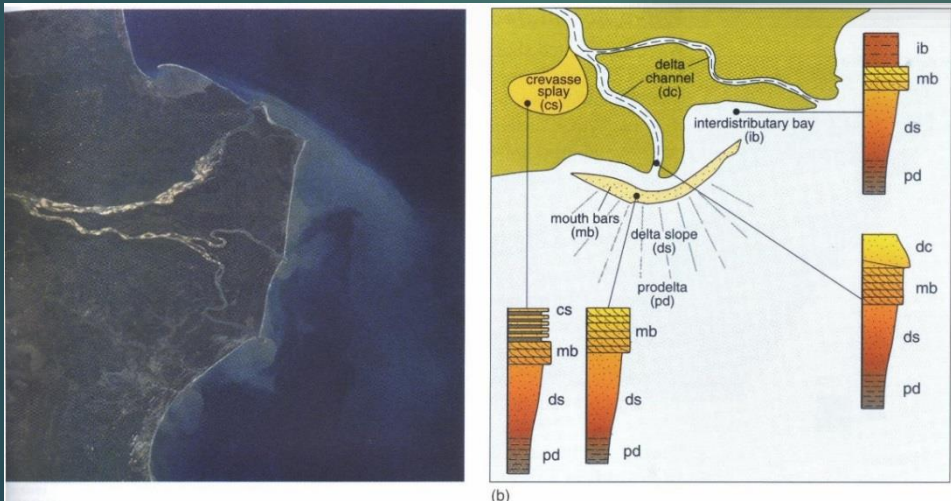 crevasse
splay
(cs)
delta
channel
(dc)
interdistributary bay
(ib)
mouth bars
(mb)
delta slope
(ds)
prodelta
(pd)
ib
mb
ds
pd
dc
mb
ds
pd
cs
mb
ds
pd
mb
ds
pd
(b)